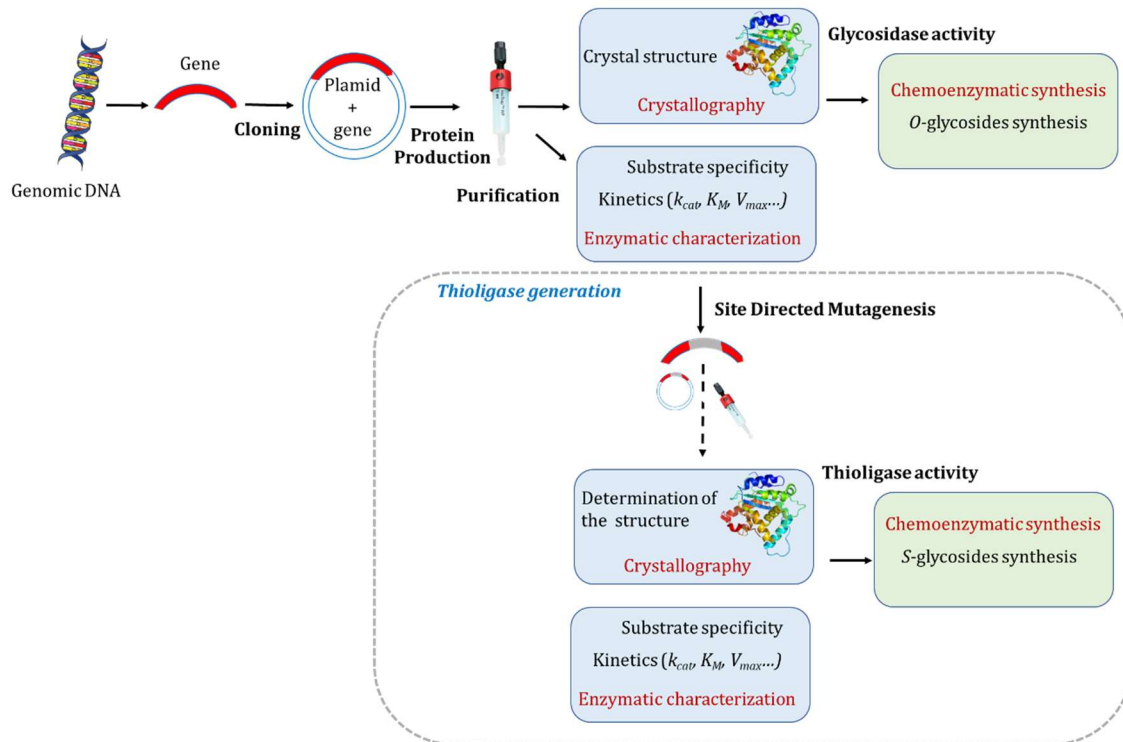 Genomic DNA
Gene
Cloning
Plamid
+
gene
Protein
Production
Purification
Crystal structure
Crystallography
Glycosidase activity
Chemoenzymatic synthesis
O-glycosides synthesis
Substrate specificity
Kinetics (kcat, KM, Vmax...)
Enzymatic characterization
Thioligase generation
Site Directed Mutagenesis
Determination of
the structure
Crystallography
Thioligase activity
Chemoenzymatic synthesis
S-glycosides synthesis
Substrate specificity
Kinetics (kcat, KM, Vmax...)
Enzymatic characterization